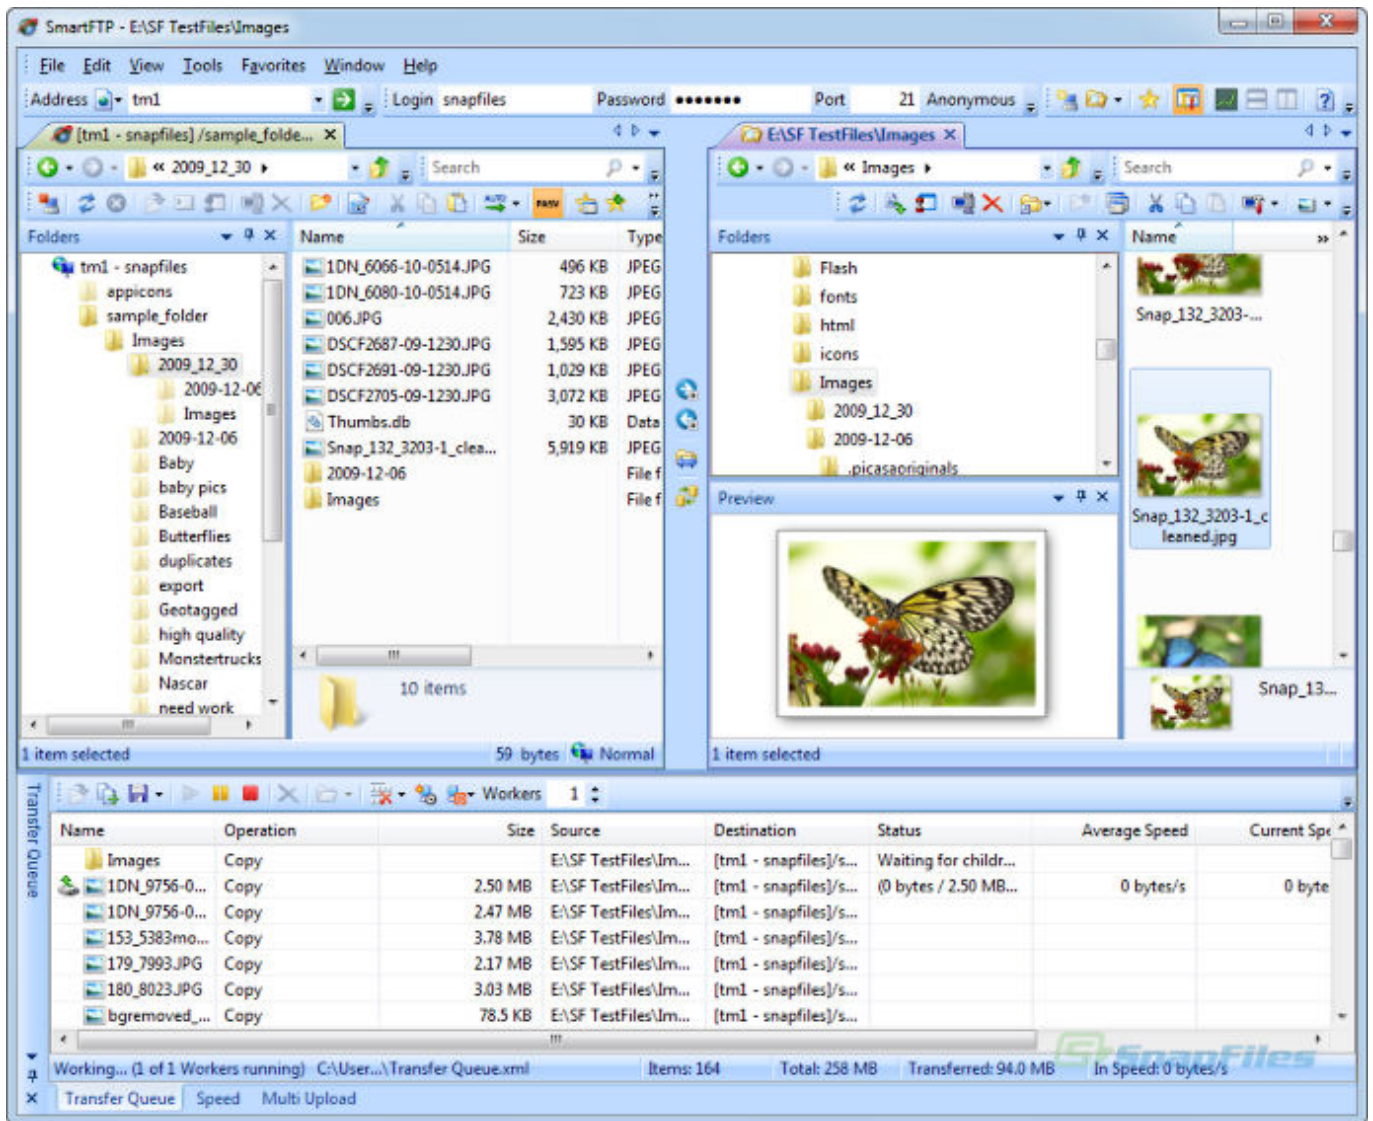 SmartFTP - E:\SF TestFiles\Images
File Edit View Tools Favorites Window Help
Address tm1 Login snapfiles Password ●●●●●●● Port 21 Anonymous
[tm1 - snapfiles] /sample_folde...
E:\SF TestFiles\Images
« 2009_12_30 Search
« Images Search
PASV
Folders
tm1 - snapfiles
appicons
sample_folder
Images
2009_12_30
2009-12-06
Images
2009-12-06
Baby
baby pics
Baseball
Butterflies
duplicates
export
Geotagged
high quality
Monstertrucks
Nascar
need work
Name Size Type
1DN_6066-10-0514.JPG 496 KB JPEG
1DN_6080-10-0514.JPG 723 KB JPEG
006.JPG 2,430 KB JPEG
DSCF2687-09-1230.JPG 1,595 KB JPEG
DSCF2691-09-1230.JPG 1,029 KB JPEG
DSCF2705-09-1230.JPG 3,072 KB JPEG
Thumbs.db 30 KB Data
Snap_132_3203-1_clea... 5,919 KB JPEG
2009-12-06 File f
Images File f
10 items
1 item selected 59 bytes Normal
Folders
Flash
fonts
html
icons
Images
2009_12_30
2009-12-06
.picasaoriginals
Preview
Name
Snap_132_3203-...
Snap_132_3203-1_c
leaned.jpg
Snap_13...
1 item selected
Transfer Queue
Workers 1
Name Operation Size Source Destination Status Average Speed Current Spe
Images Copy E:\SF TestFiles\Im... [tm1 - snapfiles]/s... Waiting for childr...
1DN_9756-0... Copy 2.50 MB E:\SF TestFiles\Im... [tm1 - snapfiles]/s... (0 bytes / 2.50 MB... 0 bytes/s 0 byte
1DN_9756-0... Copy 2.47 MB E:\SF TestFiles\Im... [tm1 - snapfiles]/s...
153_5383mo... Copy 3.78 MB E:\SF TestFiles\Im... [tm1 - snapfiles]/s...
179_7993.JPG Copy 2.17 MB E:\SF TestFiles\Im... [tm1 - snapfiles]/s...
180_8023.JPG Copy 3.03 MB E:\SF TestFiles\Im... [tm1 - snapfiles]/s...
bgremoved_... Copy 78.5 KB E:\SF TestFiles\Im... [tm1 - snapfiles]/s...
SnapFiles
Working... (1 of 1 Workers running) C:\User...\Transfer Queue.xml Items: 164 Total: 258 MB Transferred: 94.0 MB In Speed: 0 bytes/s
Transfer Queue Speed Multi Upload